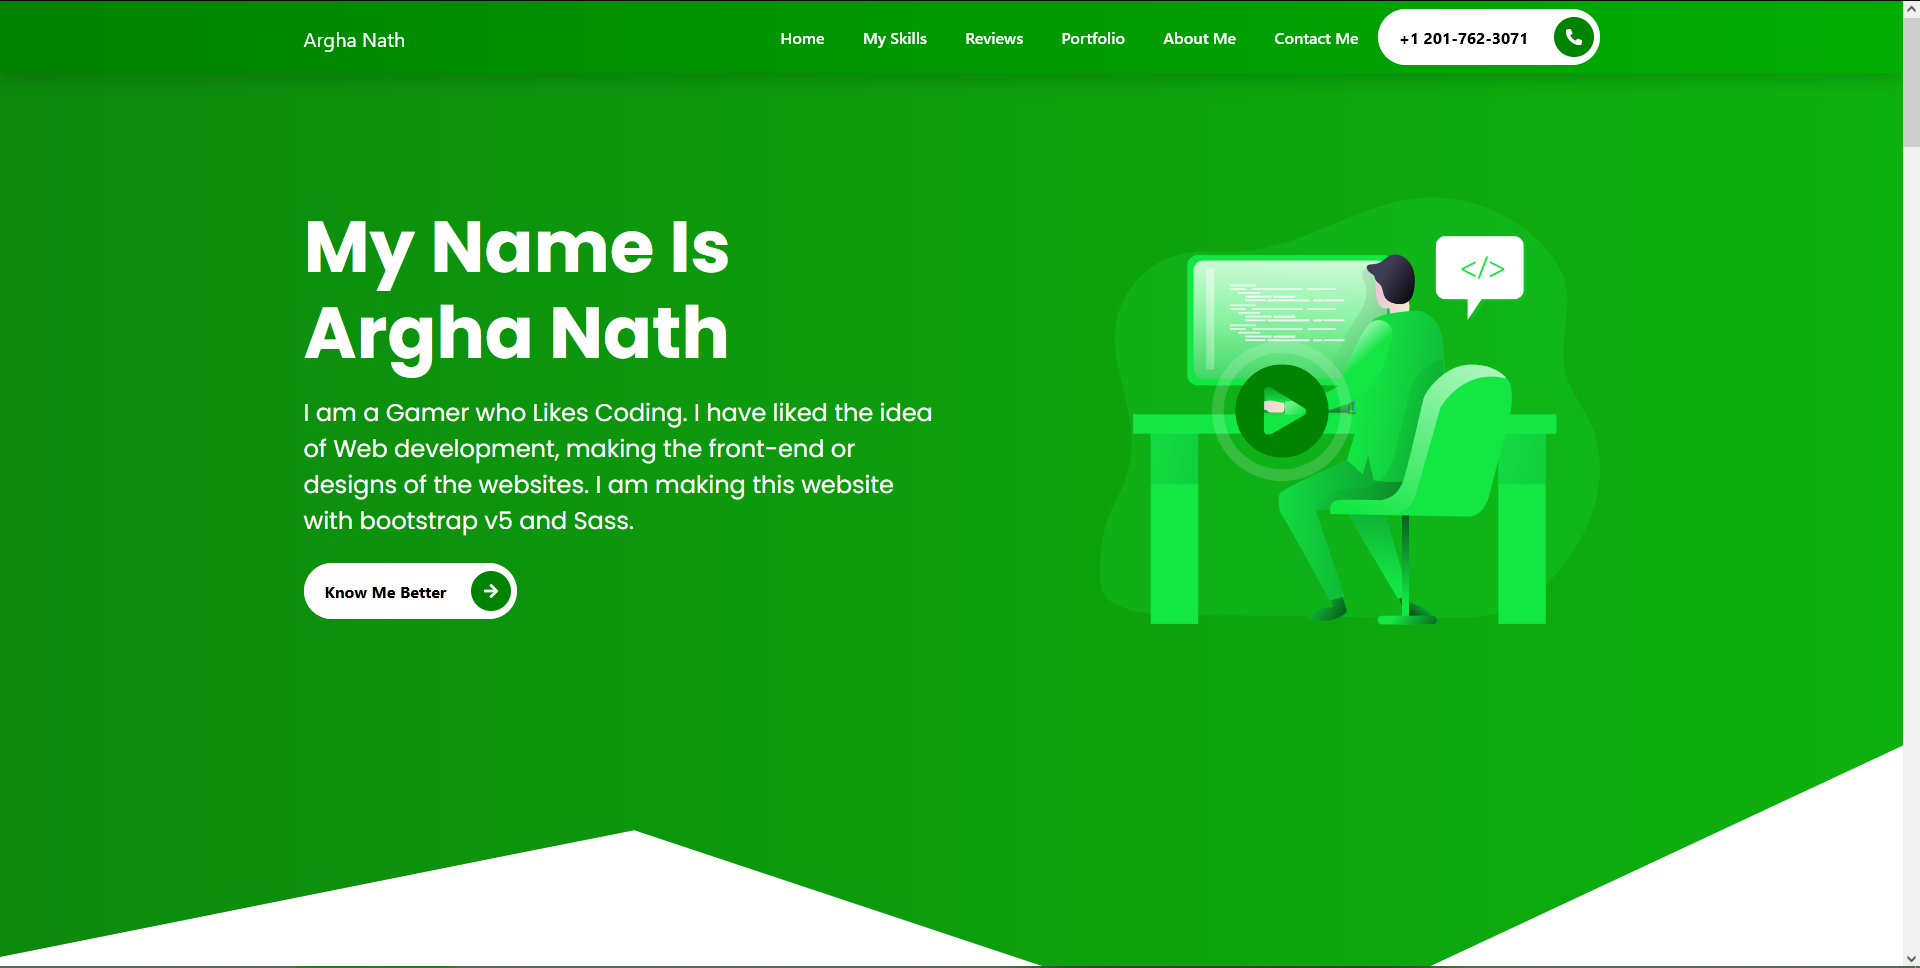 Argha Nath
Home
My Skills
Reviews
Portfolio
About Me
Contact Me
+1 201-762-3071
My Name Is
Argha Nath
I am a Gamer who Likes Coding. I have liked the idea
of Web development, making the front-end or
designs of the websites. I am making this website
with bootstrap v5 and Sass.
Know Me Better
</>